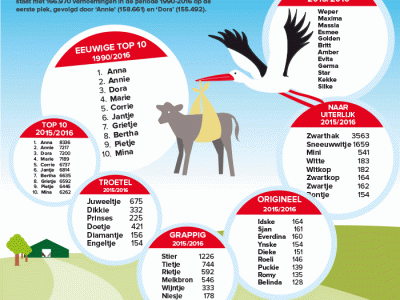 staat met 166.970 vernoemingen in de periode 1990-2016 op de
eerste plek, gevolgd door 'Annie' (158.661) en 'Dora' (155.492).
EEUWIGE TOP 10
1990/2016
1. Anna
2. Annie
3. Dora
4. Marie
5. Corrie
6. Jantje
7. Grietje
8. Bertha
9. Pietje
10. Mina
2015/2016
Weper
Maxima
Massia
Esmee
Golden
Britt
Amber
Evita
Germa
Star
Kekke
Silke
TOP 10
2015/2016
1. Anna 8336
2. Annie 7217
3. Dora 7200
4. Marie 7189
5. Corrie 6737
6. Jantje 6814
7. Bertha 6635
8. Grietje 6592
9. Pietje 6446
10. Mina 6262
NAAR
UITERLIJK
2015/2016
Zwarthak 3563
Sneeuwwitje 1659
Mini 541
Witte 183
Witkop 182
Zwartkop 164
Zwartje 162
Bontje 154
TROETEL
2015/2016
Juweeltje 675
Dikkie 332
Prinses 225
Doetje 421
Diamantje 156
Engeltje 154
GRAPPIG
2015/2016
Stier 1226
Tietje 744
Rietje 592
Melkbron 546
Wijntje 333
Niesje 178
ORIGINEEL
2015/2016
Idske 164
Sjan 161
Everdina 160
Ynske 154
Dieke 151
Roeli 146
Puckie 139
Romy 135
Belinda 128